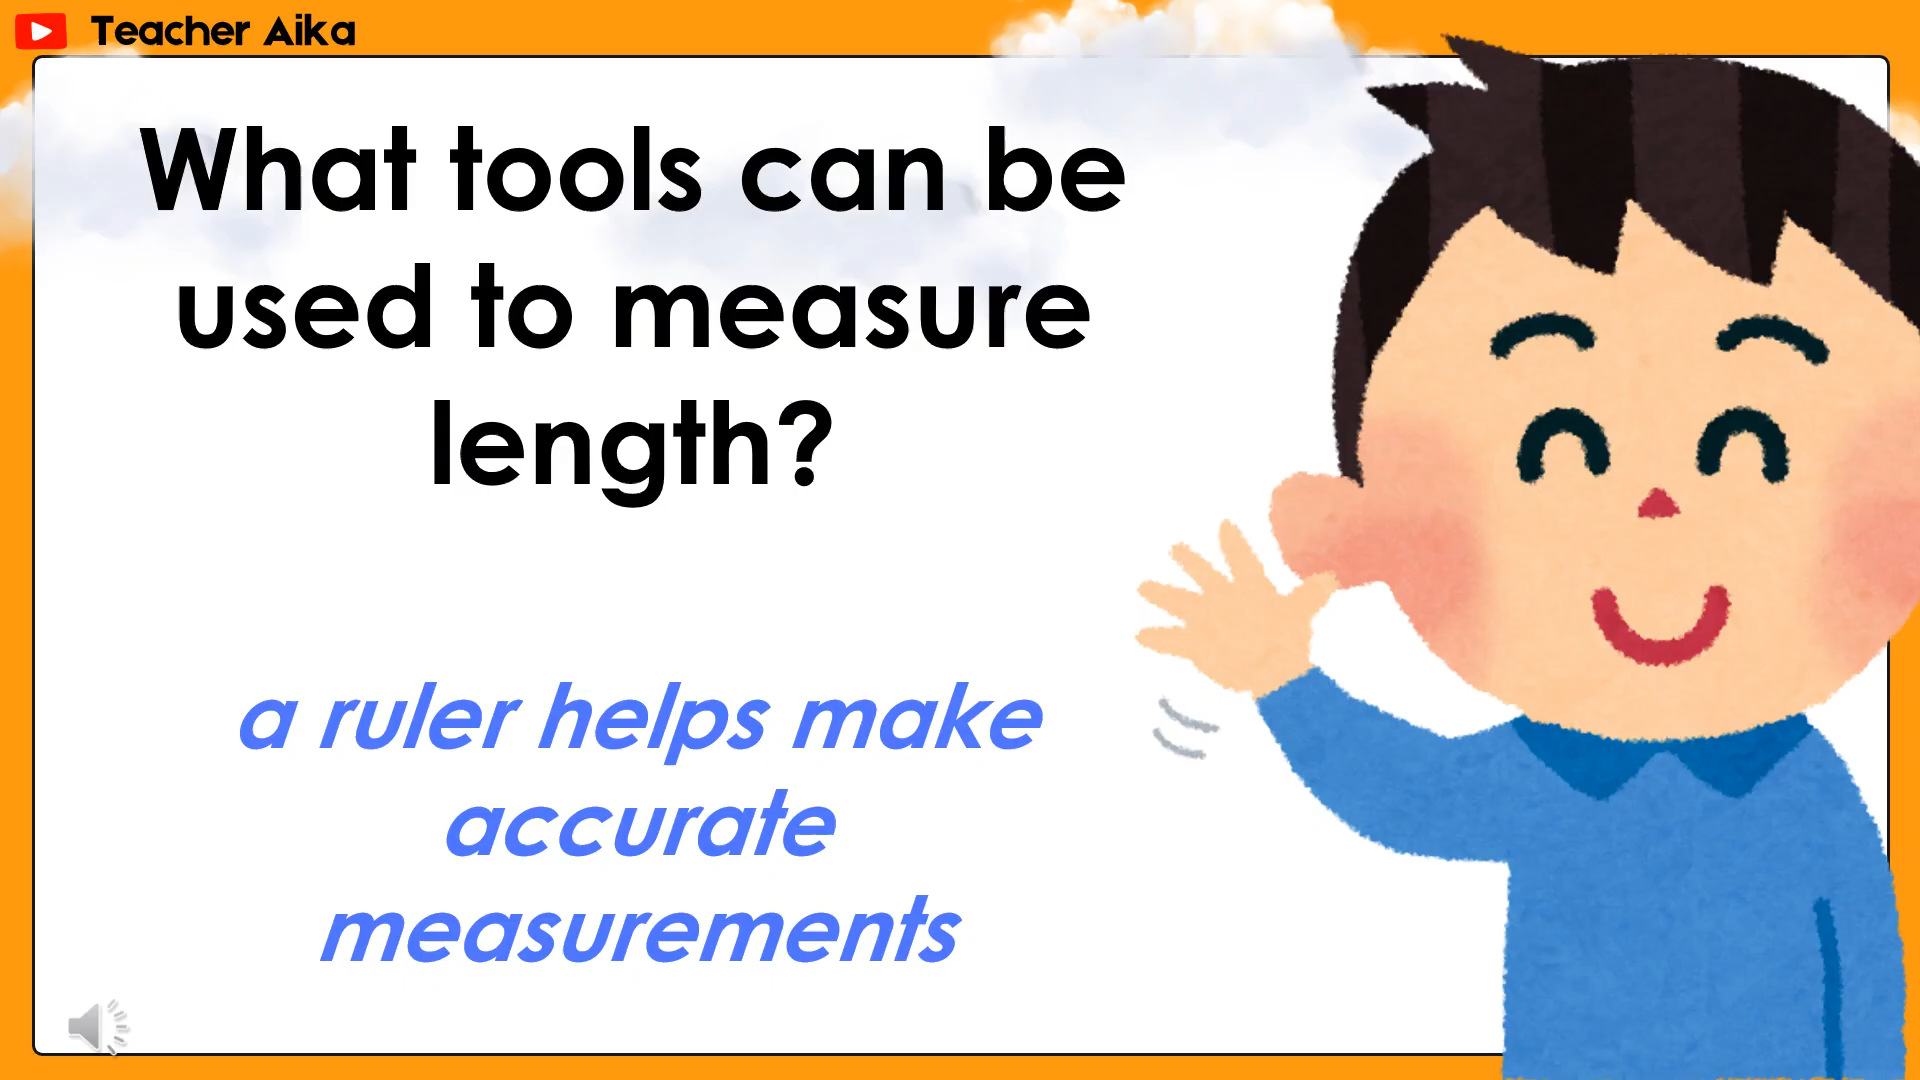 Teacher Aika
What tools can be
used to measure
length?
a ruler helps make
accurate
measurements